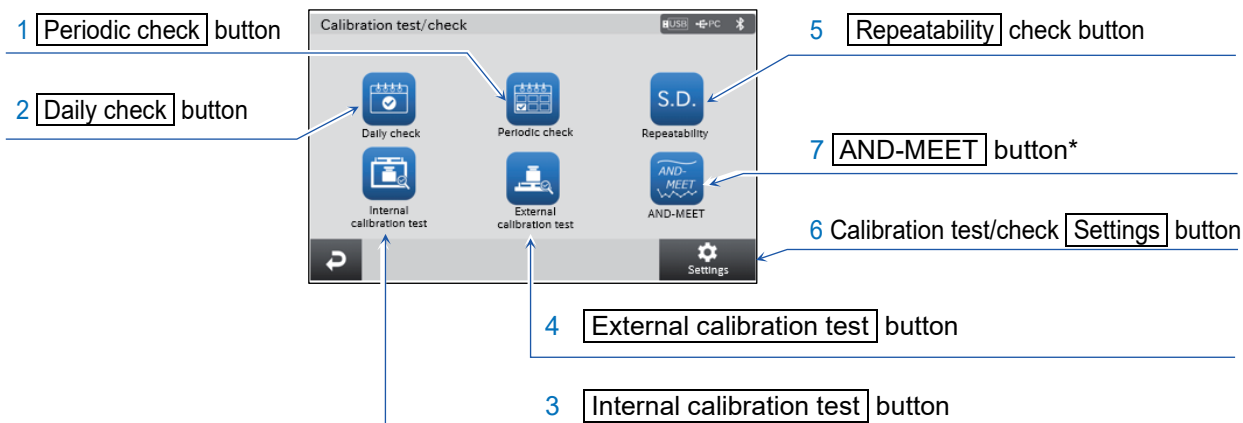 1 Periodic check button
2 Daily check button
Calibration test/check
USB PC
Daily check
Periodic check
S.D.
Repeatability
Internal
calibration test
External
calibration test
AND-
MEET
AND-MEET
Settings
5 Repeatability check button
7 AND-MEET button*
6 Calibration test/check Settings button
4 External calibration test button
3 Internal calibration test button